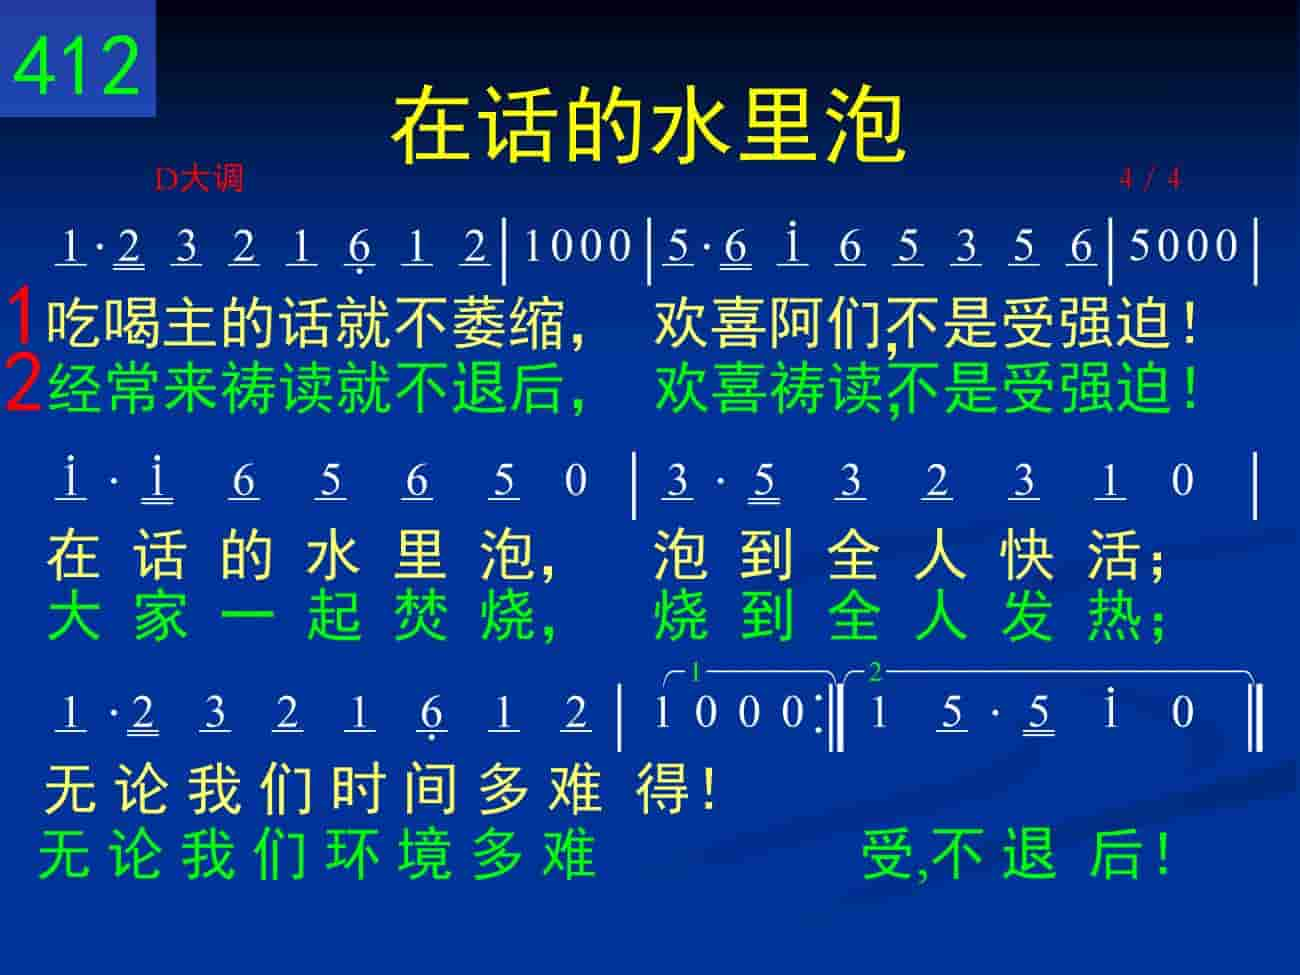 412
在话的水里泡
D大调 4 / 4
1·2 3 2 1 6̣ 1 2|1000|5·6 1̇ 6 5 3 5 6|5000|
1吃喝主的话就不萎缩， 欢喜阿们,不是受强迫！
2经常来祷读就不退后， 欢喜祷读,不是受强迫！
1̇ · 1̇ 6 5 6 5 0 |3 · 5 3 2 3 1 0 |
在 话 的 水 里 泡， 泡 到 全 人 快 活；
大 家 一 起 焚 烧， 烧 到 全 人 发 热；
1 2
1 ·2 3 2 1 6̣ 1 2 |1 0 0 0:‖1 5 · 5 1̇ 0 ‖
无 论 我 们 时 间 多 难 得！
无 论 我 们 环 境 多 难 受,不 退 后！